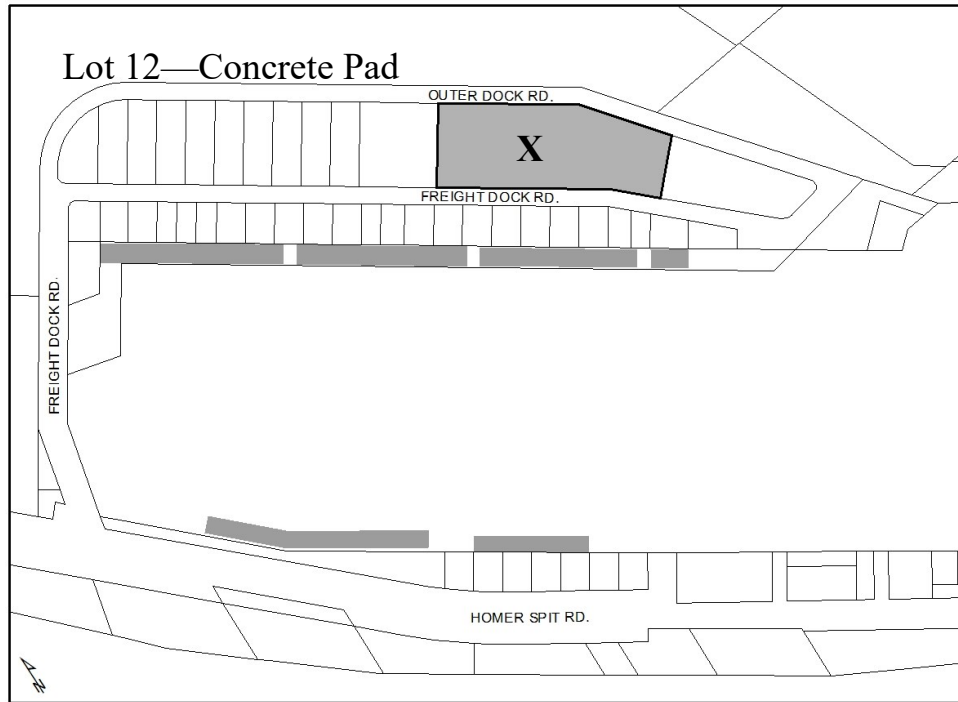 Lot 12—Concrete Pad
OUTER DOCK RD.
X
FREIGHT DOCK RD.
FREIGHT DOCK RD.
HOMER SPIT RD.
N